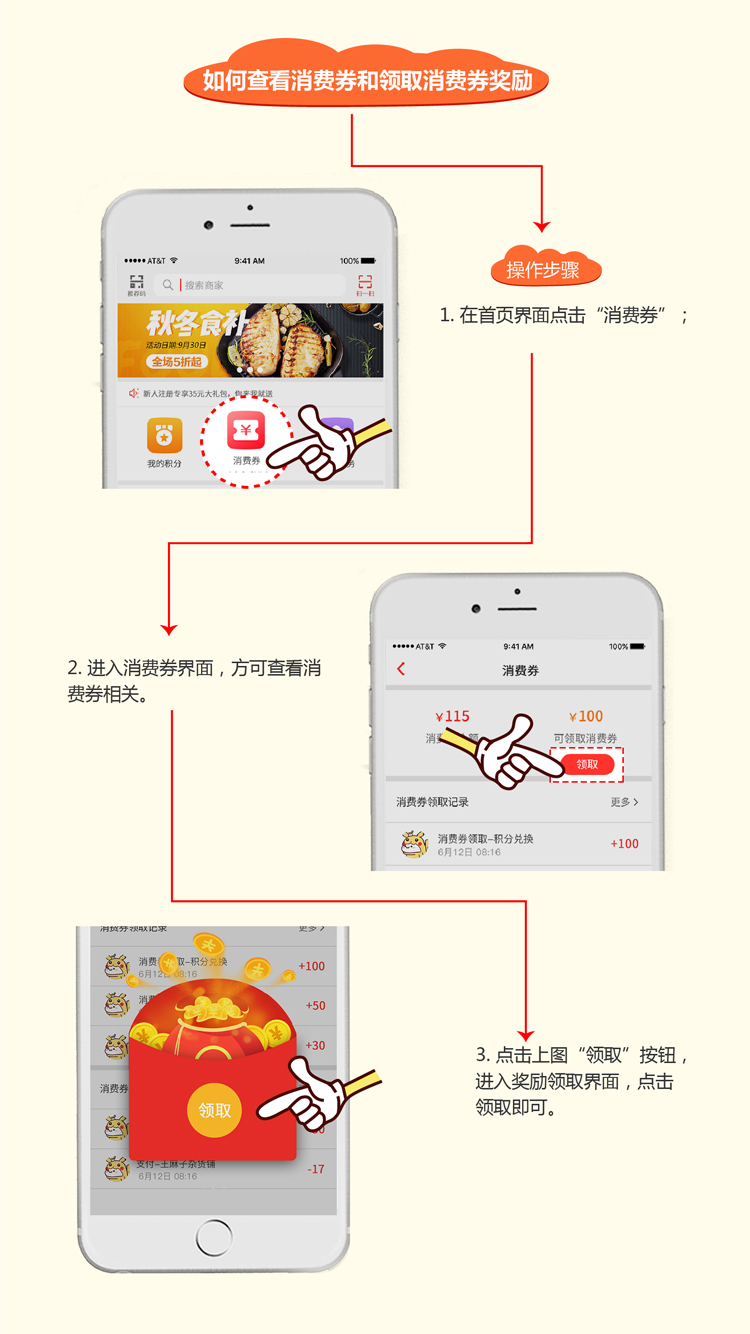 如何查看消费券和领取消费券奖励
操作步骤
1. 在首页界面点击“消费券”；
AT&T 9:41 AM 100%
推荐码
搜索商家
扫一扫
秋冬食补
活动日期:9月30日
全场5折起
新人注册专享35元大礼包，你来我就送
我的积分
消费券
务
2. 进入消费券界面，方可查看消
费券相关。
AT&T 9:41 AM 100%
消费券
¥115 ¥100
消费 额 可领取消费券
领取
消费券领取记录 更多
消费券领取-积分兑换
6月12日 08:16
+100
消费券领取记录 更多
消费 取-积分兑换
6月12日 08:16
+100
消费
+50
+30
消费券
领取
支付-王麻子杂货铺
6月12日 08:16
-17
3. 点击上图“领取”按钮，
进入奖励领取界面，点击
领取即可。